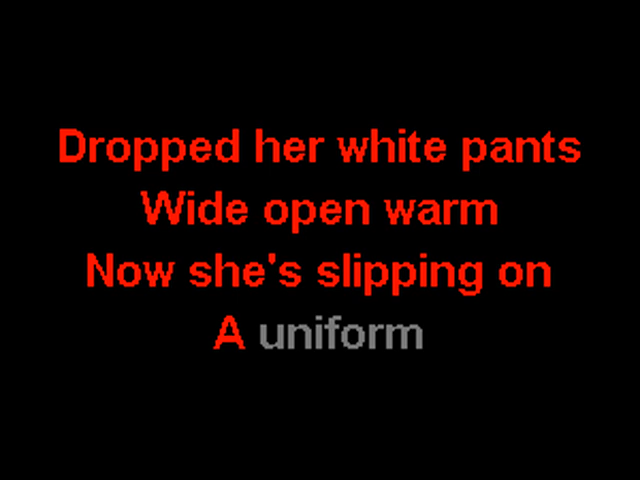 Dropped her white pants
Wide open warm
Now she's slipping on
A uniform